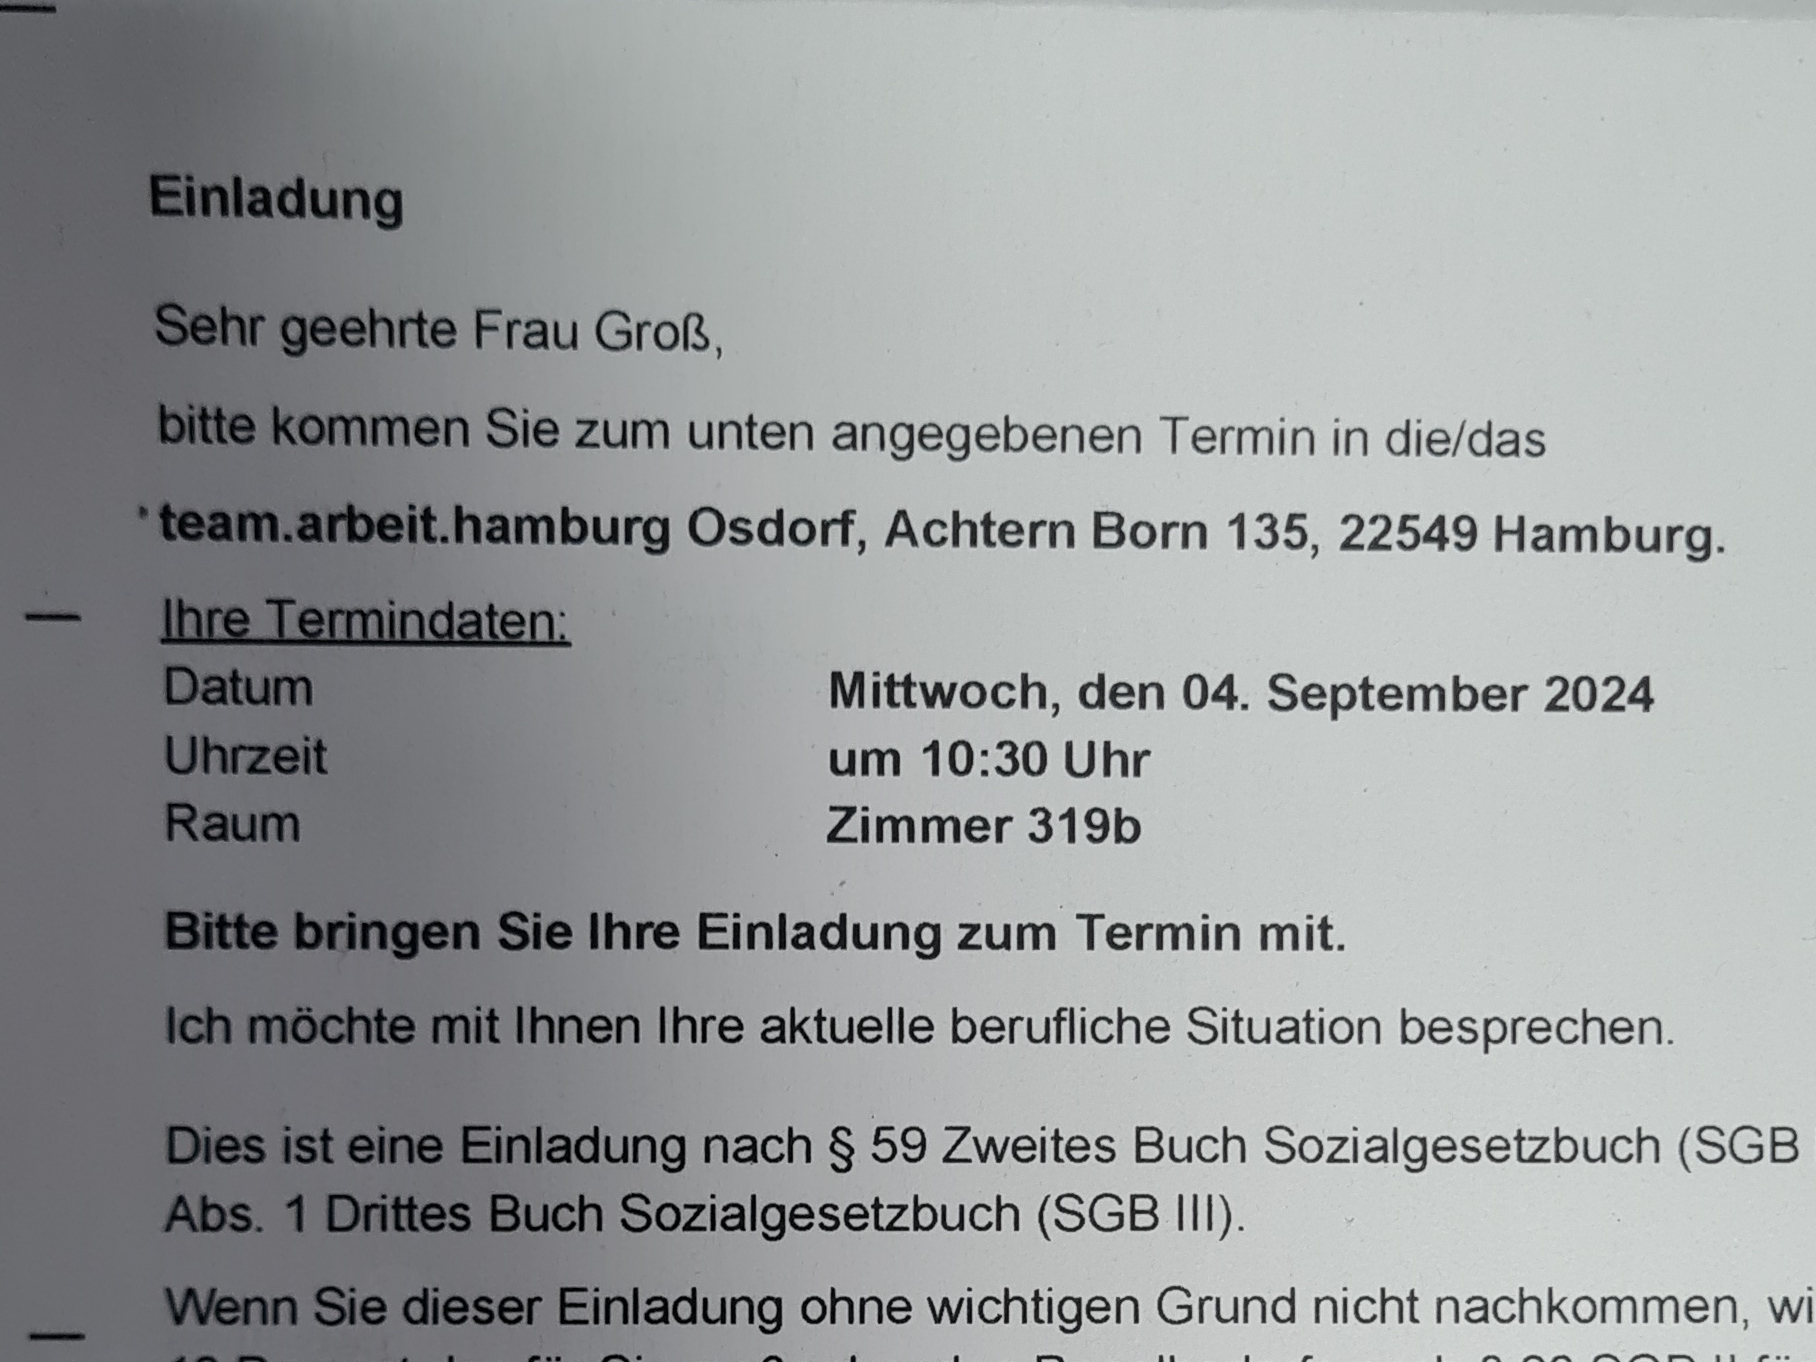 Einladung
Sehr geehrte Frau Groß,
bitte kommen Sie zum unten angegebenen Termin in die/das
team.arbeit.hamburg Osdorf, Achtern Born 135, 22549 Hamburg.
Ihre Termindaten:
Datum Mittwoch, den 04. September 2024
Uhrzeit um 10:30 Uhr
Raum Zimmer 319b
Bitte bringen Sie Ihre Einladung zum Termin mit.
Ich möchte mit Ihnen Ihre aktuelle berufliche Situation besprechen.
Dies ist eine Einladung nach § 59 Zweites Buch Sozialgesetzbuch (SGB
Abs. 1 Drittes Buch Sozialgesetzbuch (SGB III).
Wenn Sie dieser Einladung ohne wichtigen Grund nicht nachkommen,